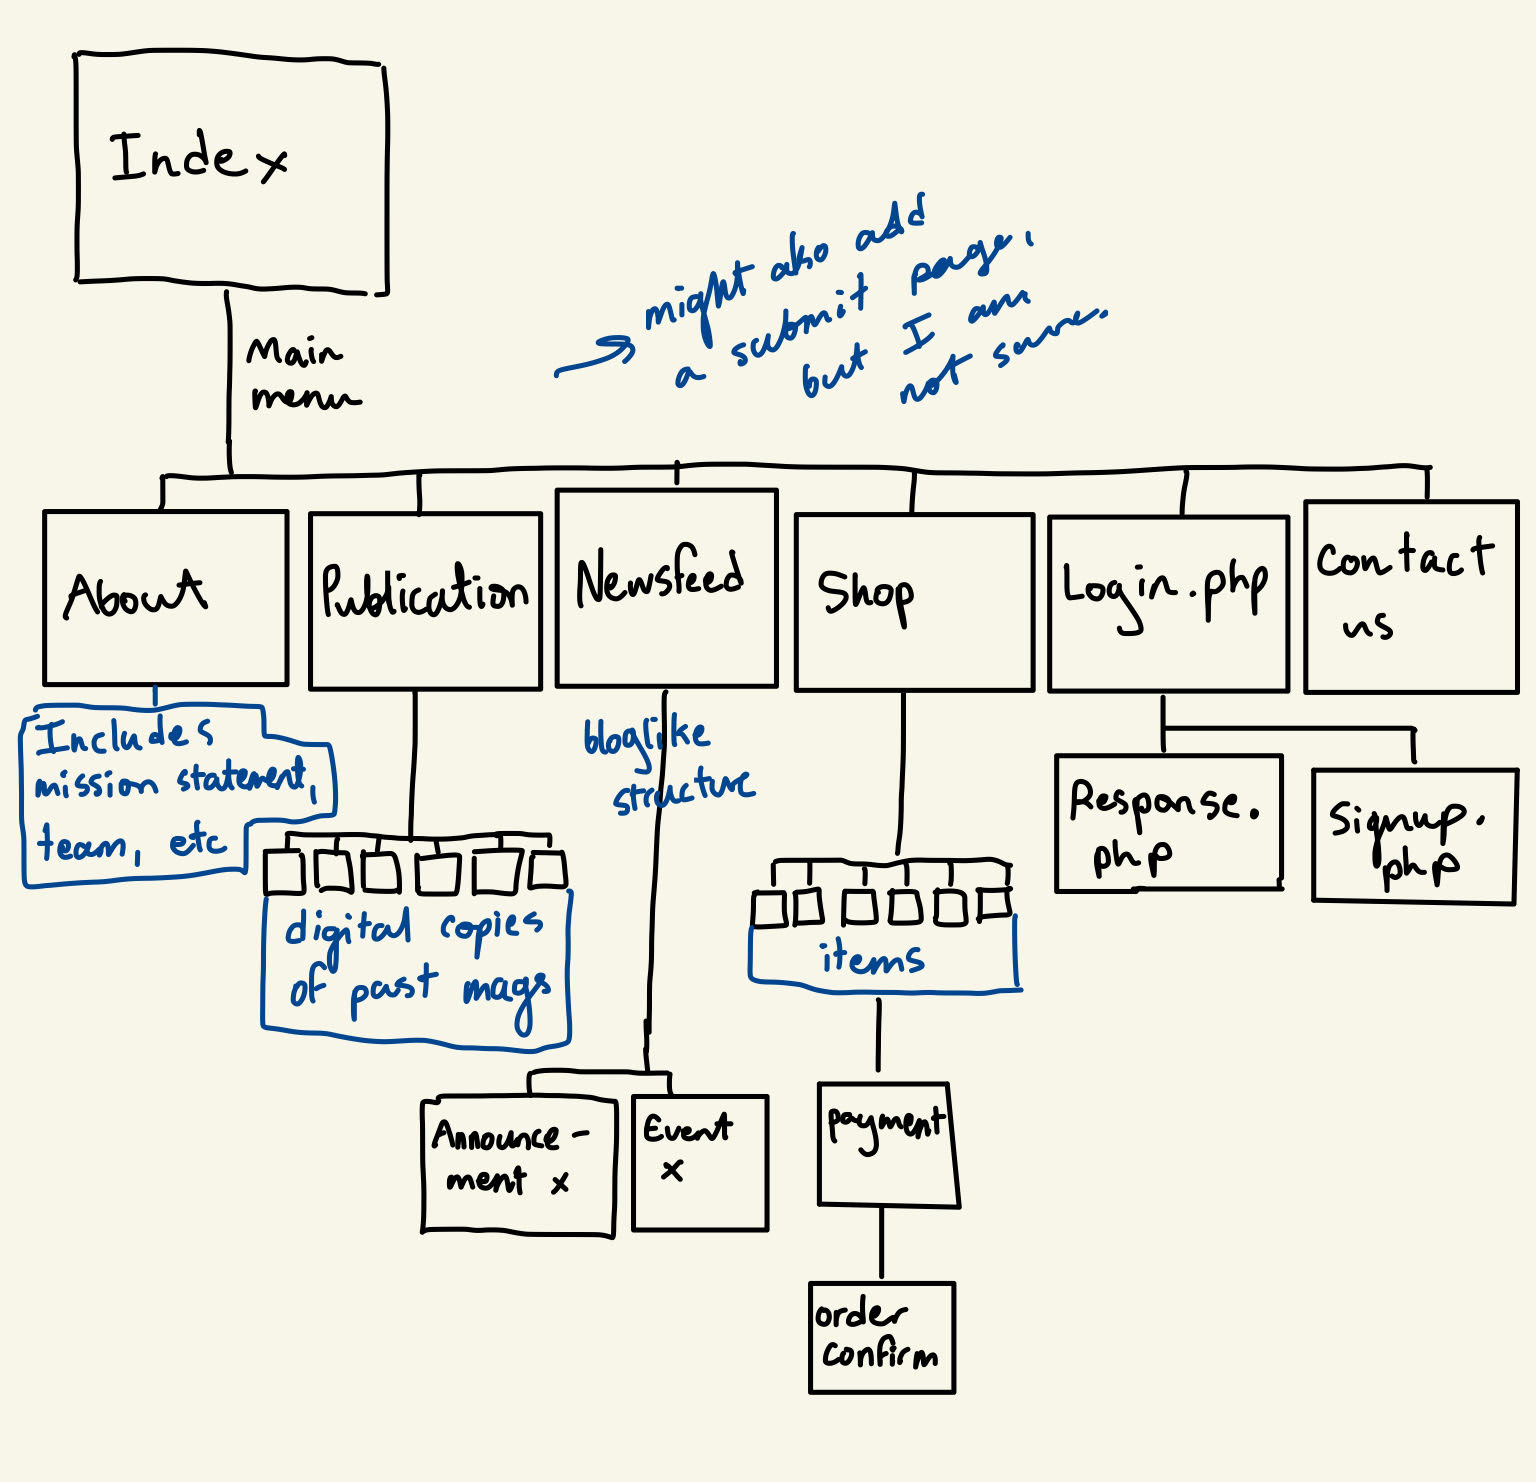 Index
Main
menu
might also add
a submit page,
but I am
not sure.
About
Publication
Newsfeed
Shop
Login.php
Contact
us
Includes
mission statement,
team, etc
bloglike
structure
Response.
php
Signup.
php
digital copies
of past mags
items
Announce-
ment x
Event
x
payment
order
confirm